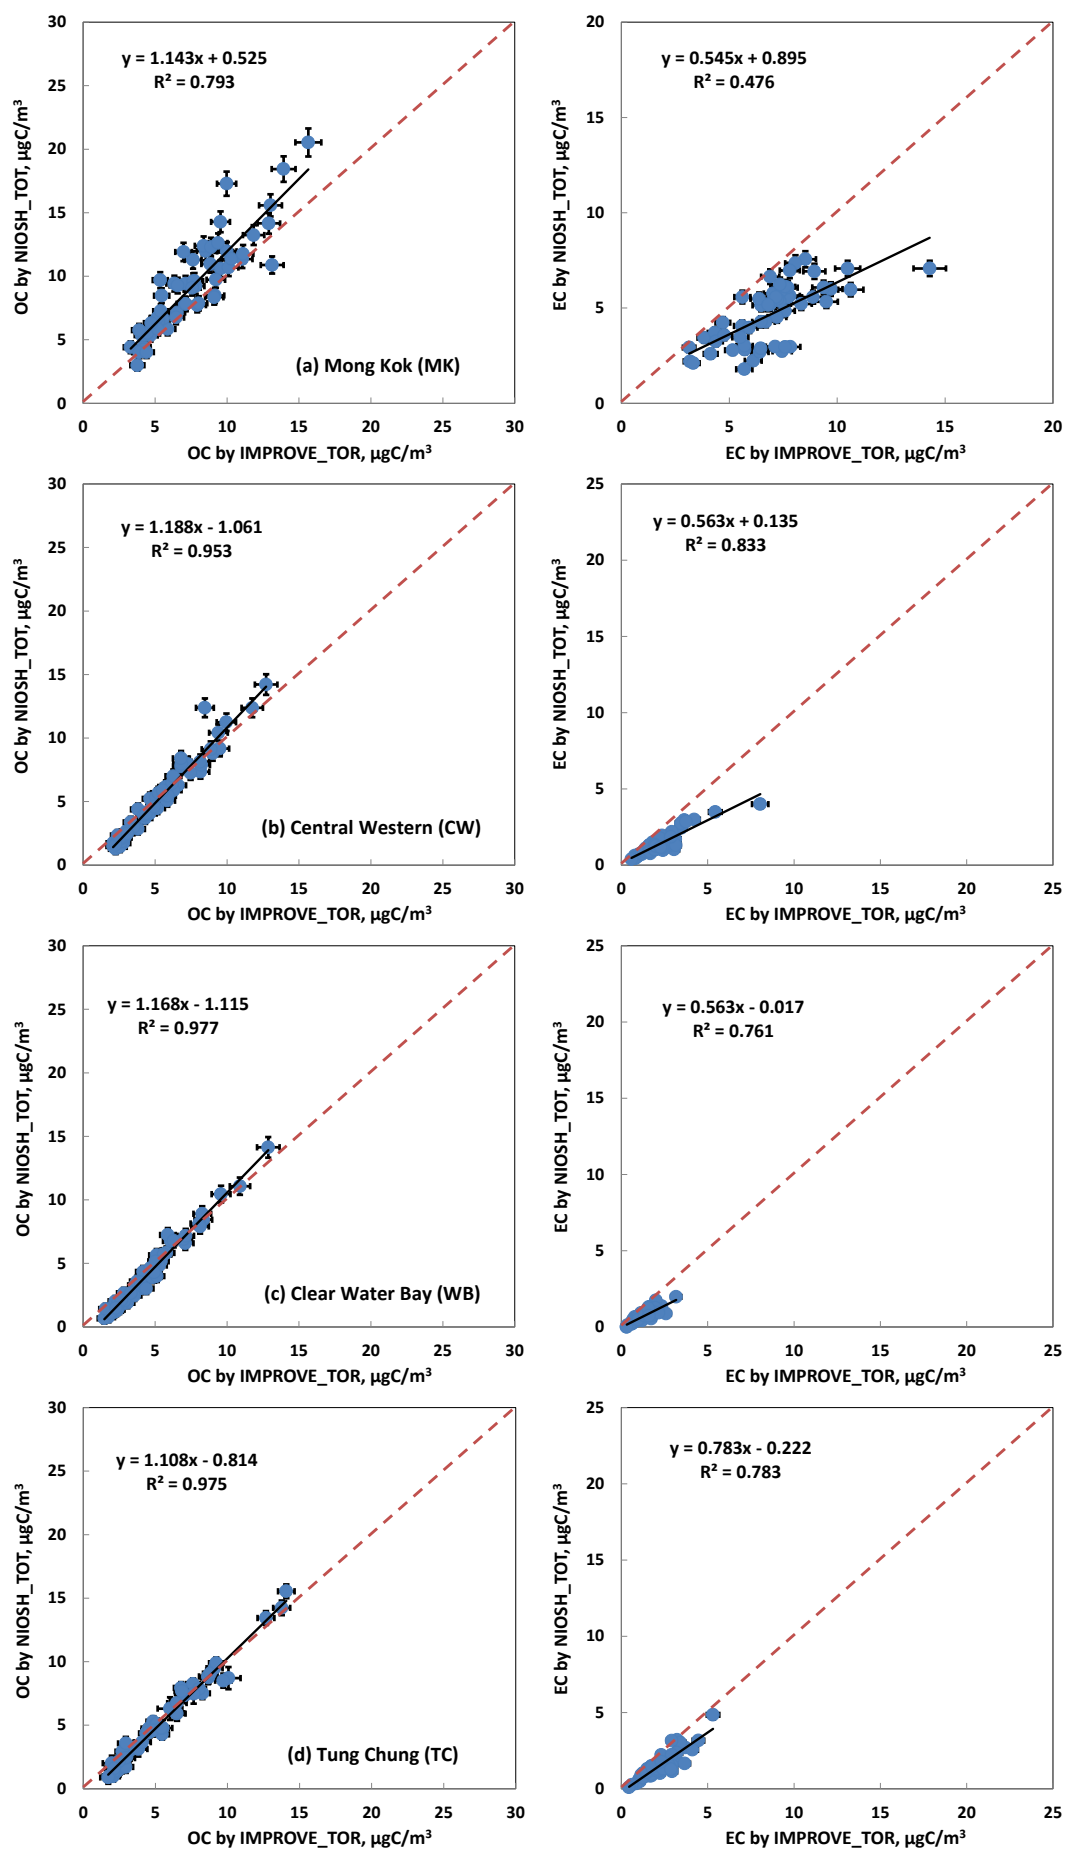 30
25
20
15
10
5
0
OC by NIOSH_TOT, µgC/m³
y = 1.143x + 0.525
R² = 0.793
(a) Mong Kok (MK)
0 5 10 15 20 25 30
OC by IMPROVE_TOR, µgC/m³
20
15
10
5
0
EC by NIOSH_TOT, µgC/m³
y = 0.545x + 0.895
R² = 0.476
0 5 10 15 20
EC by IMPROVE_TOR, µgC/m³
30
25
20
15
10
5
0
OC by NIOSH_TOT, µgC/m³
y = 1.188x - 1.061
R² = 0.953
(b) Central Western (CW)
0 5 10 15 20 25 30
OC by IMPROVE_TOR, µgC/m³
25
20
15
10
5
0
EC by NIOSH_TOT, µgC/m³
y = 0.563x + 0.135
R² = 0.833
0 5 10 15 20 25
EC by IMPROVE_TOR, µgC/m³
30
25
20
15
10
5
0
OC by NIOSH_TOT, µgC/m³
y = 1.168x - 1.115
R² = 0.977
(c) Clear Water Bay (WB)
0 5 10 15 20 25 30
OC by IMPROVE_TOR, µgC/m³
25
20
15
10
5
0
EC by NIOSH_TOT, µgC/m³
y = 0.563x - 0.017
R² = 0.761
0 5 10 15 20 25
EC by IMPROVE_TOR, µgC/m³
30
25
20
15
10
5
0
OC by NIOSH_TOT, µgC/m³
y = 1.108x - 0.814
R² = 0.975
(d) Tung Chung (TC)
0 5 10 15 20 25 30
OC by IMPROVE_TOR, µgC/m³
25
20
15
10
5
0
EC by NIOSH_TOT, µgC/m³
y = 0.783x - 0.222
R² = 0.783
0 5 10 15 20 25
EC by IMPROVE_TOR, µgC/m³